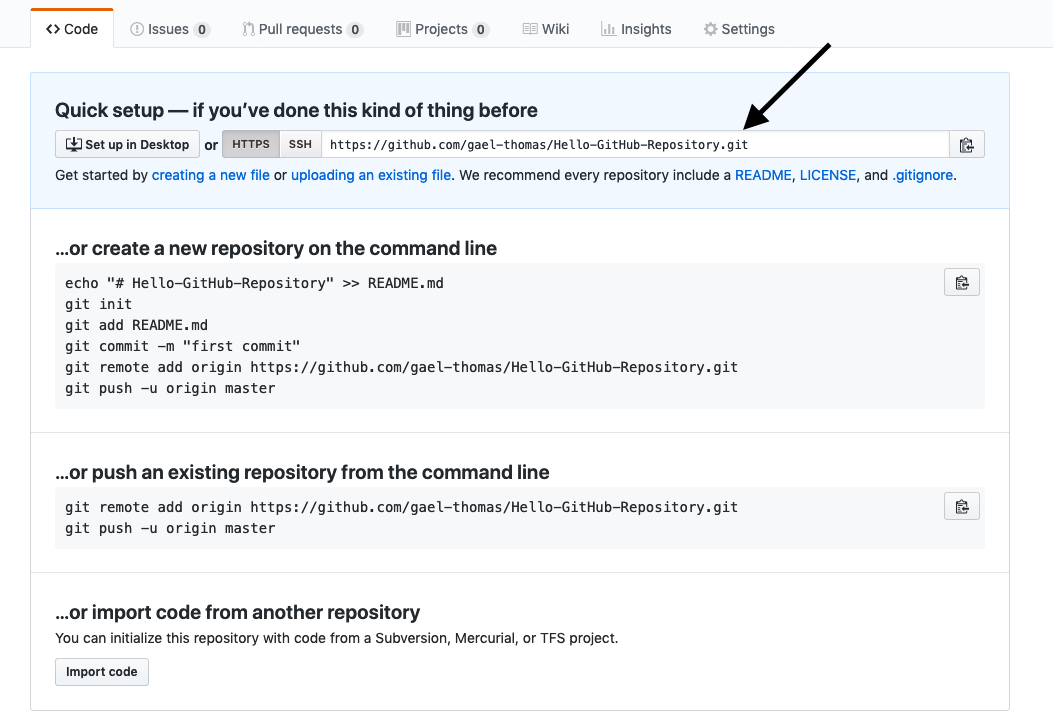 Code Issues 0 Pull requests 0 Projects 0 Wiki Insights Settings
Quick setup — if you've done this kind of thing before
Set up in Desktop or HTTPS SSH https://github.com/gael-thomas/Hello-GitHub-Repository.git
Get started by creating a new file or uploading an existing file. We recommend every repository include a README, LICENSE, and .gitignore.
…or create a new repository on the command line
echo "# Hello-GitHub-Repository" >> README.md
git init
git add README.md
git commit -m "first commit"
git remote add origin https://github.com/gael-thomas/Hello-GitHub-Repository.git
git push -u origin master
…or push an existing repository from the command line
git remote add origin https://github.com/gael-thomas/Hello-GitHub-Repository.git
git push -u origin master
…or import code from another repository
You can initialize this repository with code from a Subversion, Mercurial, or TFS project.
Import code